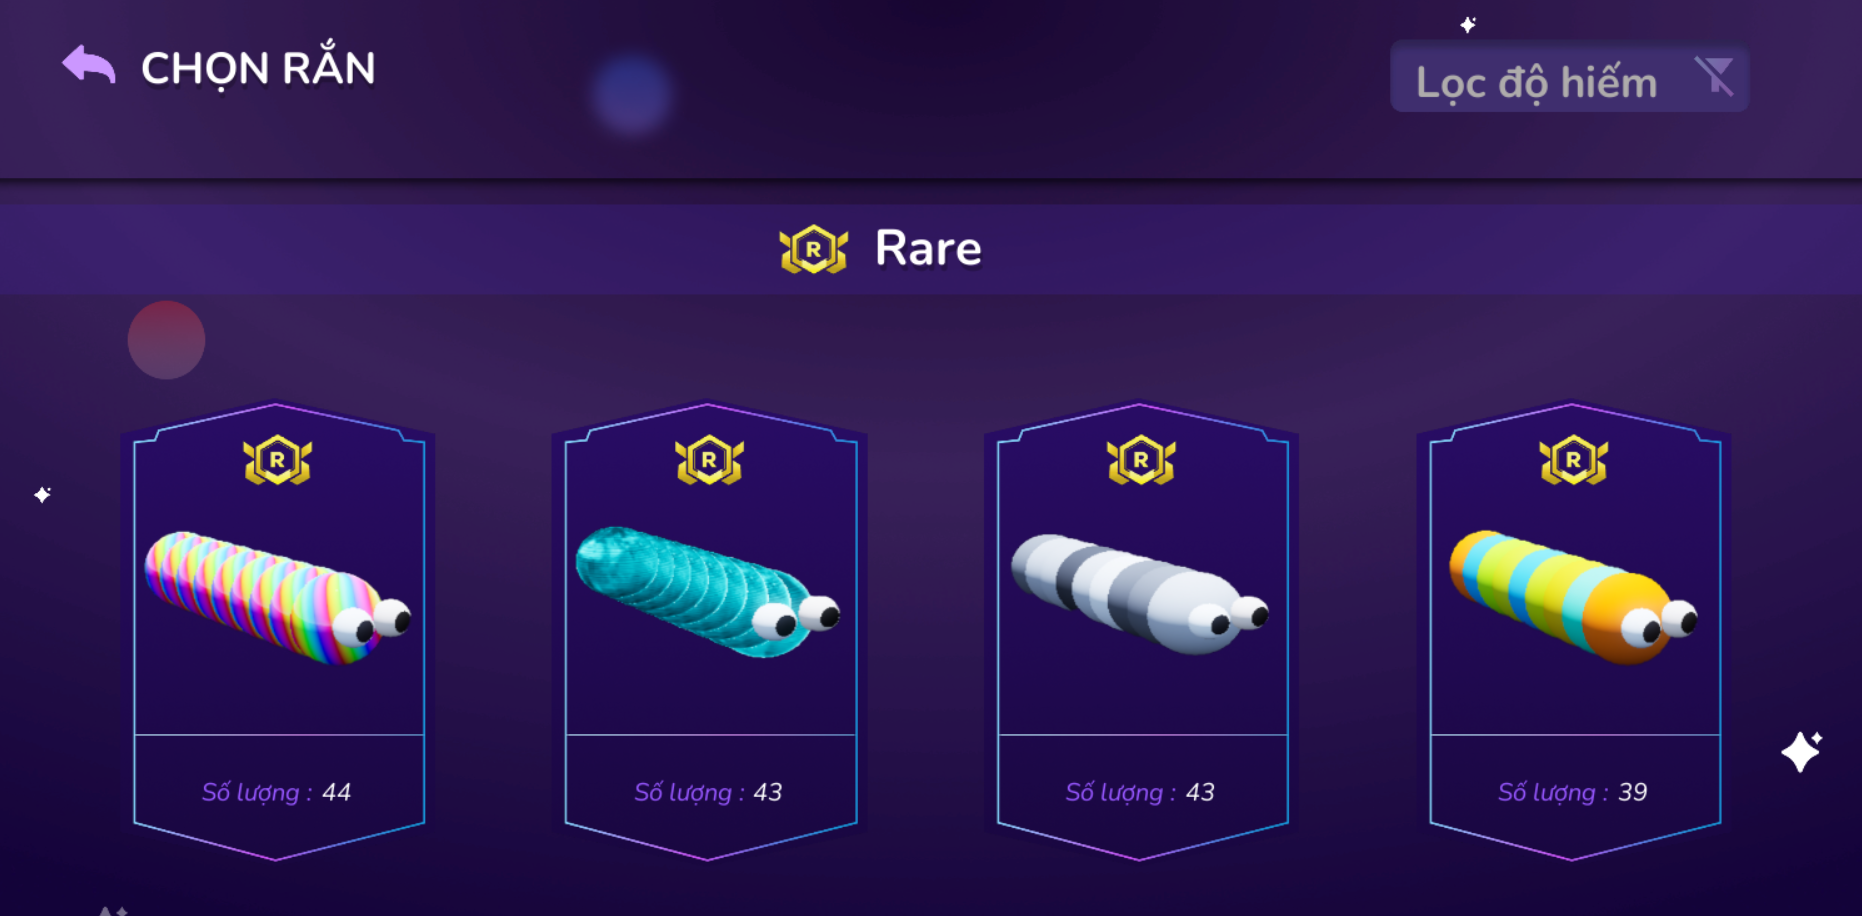 CHỌN RẮN
Lọc độ hiếm
R Rare
R
R
R
R
Số lượng : 44
Số lượng : 43
Số lượng : 43
Số lượng : 39